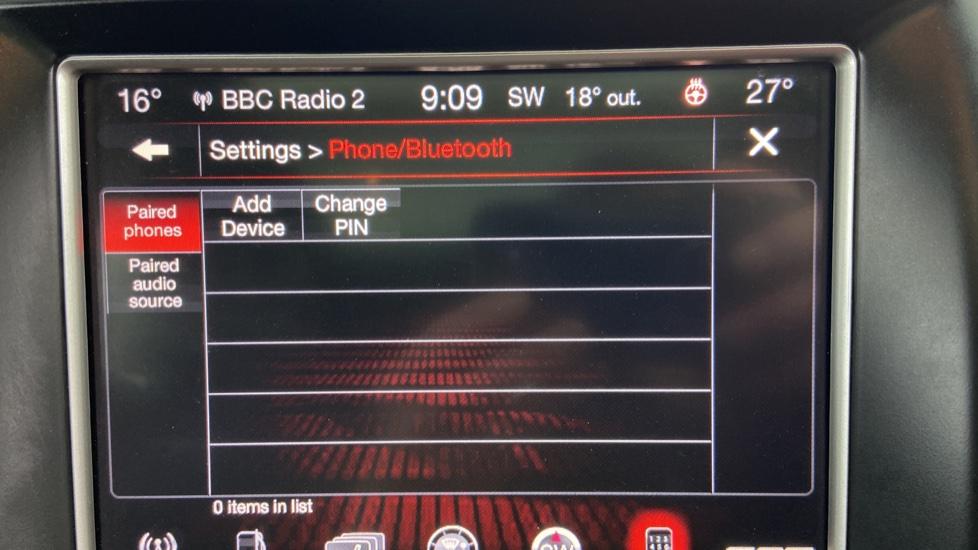 16° BBC Radio 2 9:09 SW 18° out. 27°
Settings > Phone/Bluetooth
Paired
phones
Add
Device
Change
PIN
Paired
audio
source
0 items in list